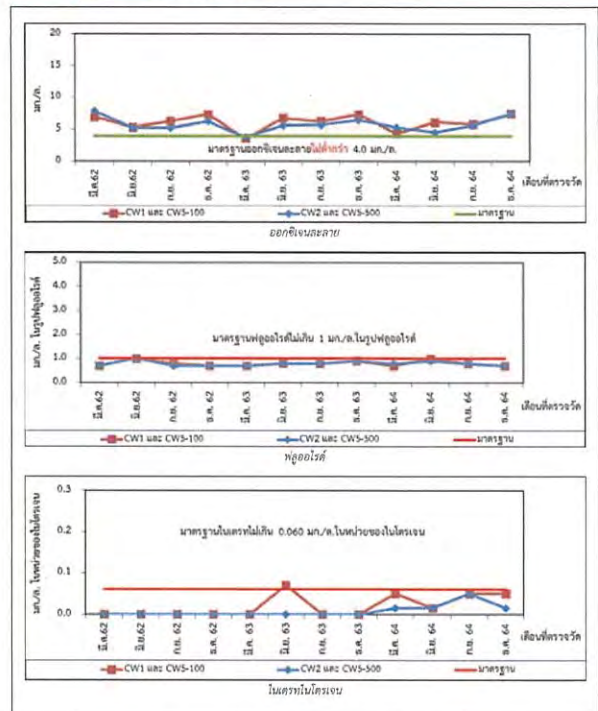 20
15
10
5
0
มก./ล.
มาตรฐานออกซิเจนละลายไม่ต่ำกว่า 4.0 มก./ล.
มี.ค.62
มิ.ย.62
ก.ย. 62
ธ.ค. 62
มี.ค. 63
มิ.ย. 63
ก.ย. 63
ธ.ค. 63
มี.ค. 64
มิ.ย. 64
ก.ย. 64
ธ.ค. 64
เดือนที่ตรวจวัด
CW1 และ CW5-100 CW2 และ CW5-500 มาตรฐาน
ออกซิเจนละลาย
5.0
4.0
3.0
2.0
1.0
0.0
มก./ล. ในรูปฟลูออไรด์
มาตรฐานฟลูออไรด์ไม่เกิน 1 มก./ล.ในรูปฟลูออไรด์
มี.ค.62
มิ.ย.62
ก.ย. 62
ธ.ค. 62
มี.ค. 63
มิ.ย. 63
ก.ย. 63
ธ.ค. 63
มี.ค. 64
มิ.ย. 64
ก.ย. 64
ธ.ค. 64
เดือนที่ตรวจวัด
CW1 และ CW5-100 CW2 และ CW5-500 มาตรฐาน
ฟลูออไรด์
0.3
0.2
0.1
0.0
มก./ล. ในหน่วยของไนโตรเจน
มาตรฐานไนเตรทไม่เกิน 0.060 มก./ล.ในหน่วยของไนโตรเจน
มี.ค.62
มิ.ย.62
ก.ย. 62
ธ.ค. 62
มี.ค. 63
มิ.ย. 63
ก.ย. 63
ธ.ค. 63
มี.ค. 64
มิ.ย. 64
ก.ย. 64
ธ.ค. 64
เดือนที่ตรวจวัด
CW1 และ CW5-100 CW2 และ CW5-500 มาตรฐาน
ไนเตรทไนโตรเจน